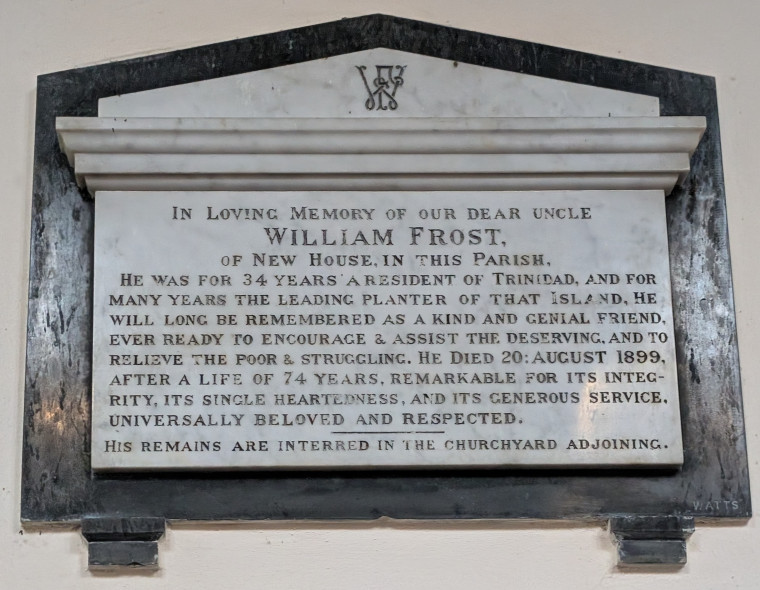 WF
IN LOVING MEMORY OF OUR DEAR UNCLE
WILLIAM FROST,
OF NEW HOUSE, IN THIS PARISH,
HE WAS FOR 34 YEARS A RESIDENT OF TRINIDAD, AND FOR
MANY YEARS THE LEADING PLANTER OF THAT ISLAND, HE
WILL LONG BE REMEMBERED AS A KIND AND GENIAL FRIEND,
EVER READY TO ENCOURAGE & ASSIST THE DESERVING, AND TO
RELIEVE THE POOR & STRUGGLING. HE DIED 20: AUGUST 1899,
AFTER A LIFE OF 74 YEARS, REMARKABLE FOR ITS INTEG-
RITY, ITS SINGLE HEARTEDNESS, AND ITS GENEROUS SERVICE,
UNIVERSALLY BELOVED AND RESPECTED.
HIS REMAINS ARE INTERRED IN THE CHURCHYARD ADJOINING.
WATTS